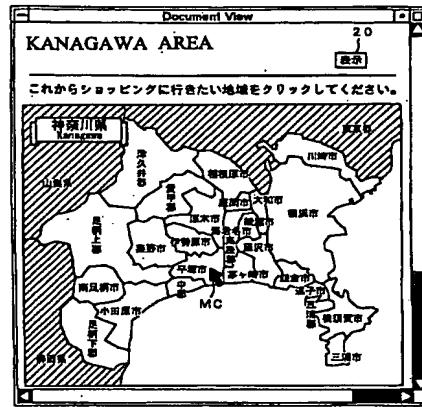 Document View
KANAGAWA AREA
20
表示
これからショッピングに行きたい地域をクリックしてください。
神奈川県
Kanagawa
東京都
川崎市
津久井郡
相模原市
山梨県
大和市
横浜市
座間市
愛甲郡
厚木市
綾瀬市
海老名市
足柄上郡
秦野市
伊勢原市
高座郡
藤沢市
平塚市
茅ヶ崎市
鎌倉市
中郡
逗子市
南足柄市
三浦郡
小田原市
MC
横須賀市
足柄下郡
静岡県
三浦市